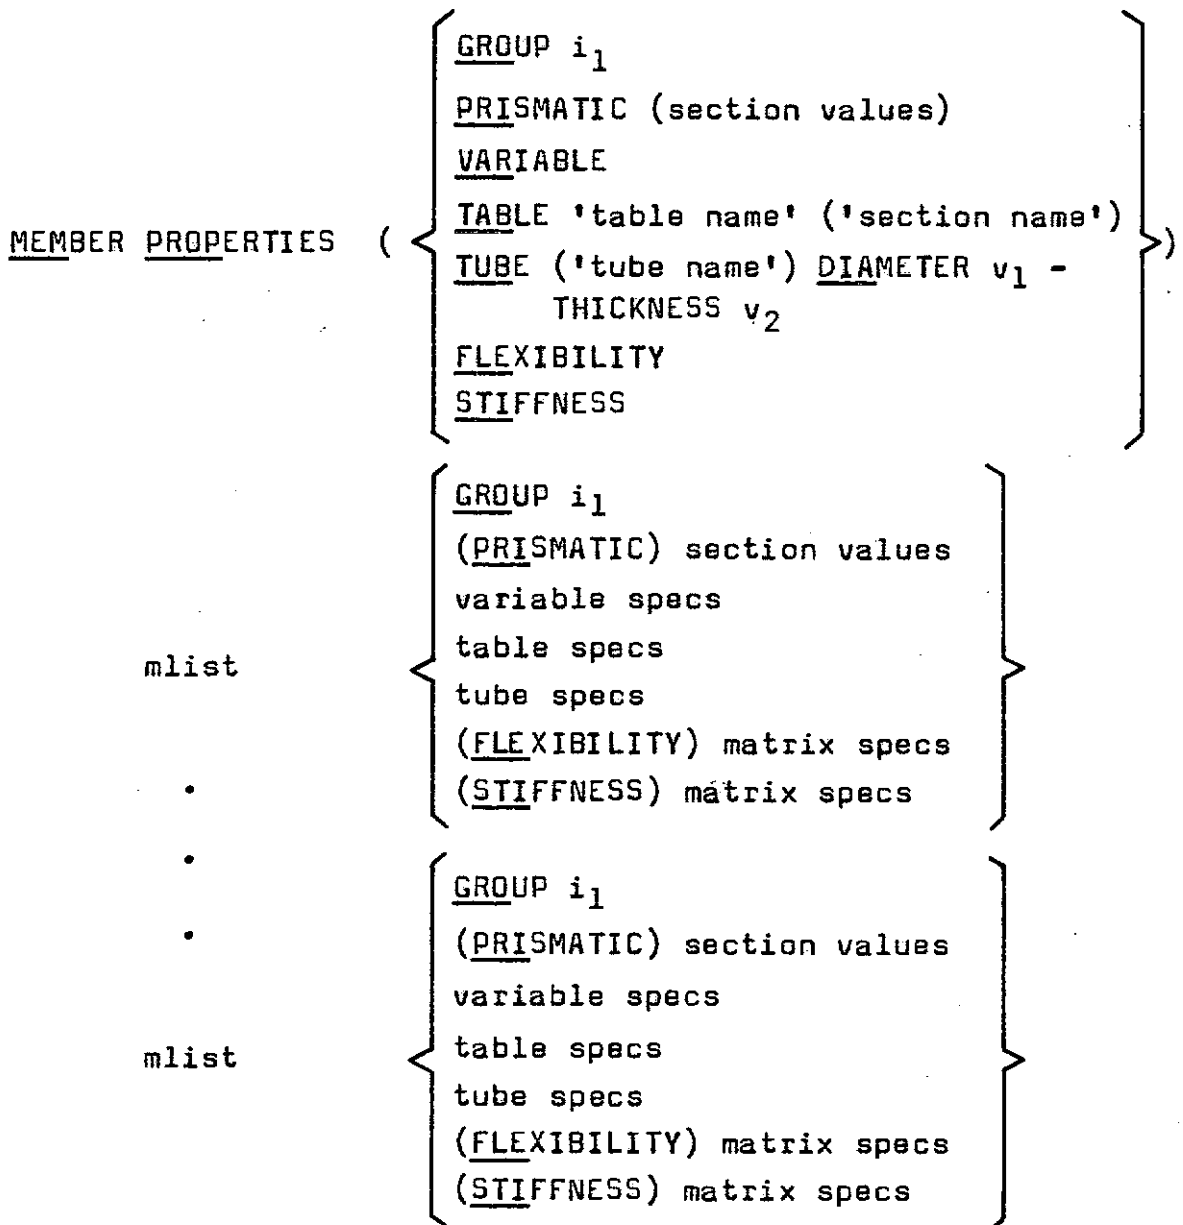 GROUP i1
PRISMATIC (section values)
VARIABLE
TABLE 'table name' ('section name')
MEMBER PROPERTIES ( { } )
TUBE ('tube name') DIAMETER v1 -
THICKNESS v2
FLEXIBILITY
STIFFNESS
GROUP i1
(PRISMATIC) section values
variable specs
table specs
mlist
tube specs
(FLEXIBILITY) matrix specs
(STIFFNESS) matrix specs
.
.
GROUP i1
.
(PRISMATIC) section values
variable specs
mlist table specs
tube specs
(FLEXIBILITY) matrix specs
(STIFFNESS) matrix specs